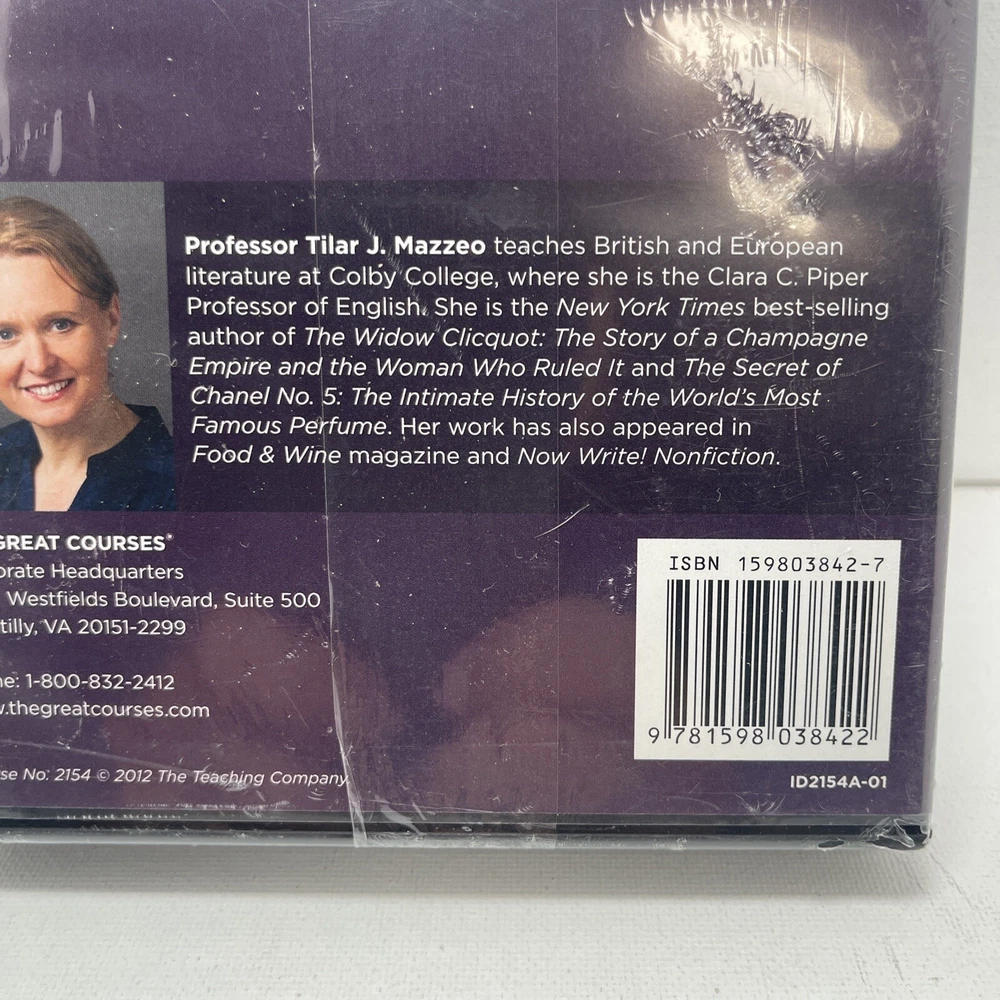 Professor Tilar J. Mazzeo teaches British and European
literature at Colby College, where she is the Clara C. Piper
Professor of English. She is the New York Times best-selling
author of The Widow Clicquot: The Story of a Champagne
Empire and the Woman Who Ruled It and The Secret of
Chanel No. 5: The Intimate History of the World's Most
Famous Perfume. Her work has also appeared in
Food & Wine magazine and Now Write! Nonfiction.
GREAT COURSES®
orate Headquarters
Westfields Boulevard, Suite 500
tilly, VA 20151-2299
ne: 1-800-832-2412
w.thegreatcourses.com
se No. 2154 © 2012 The Teaching Company.
ISBN 159803842-7
9 781598 038422
ID2154A-01